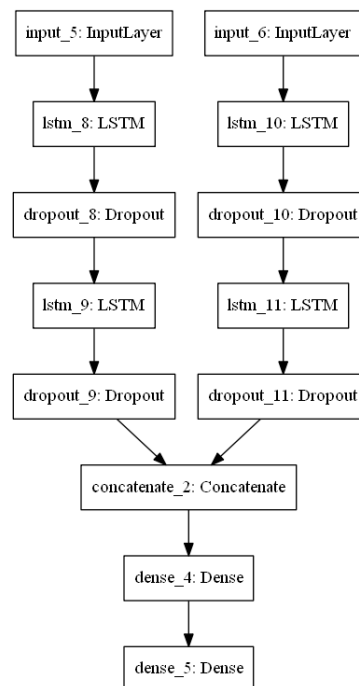 input_5: InputLayer
input_6: InputLayer
lstm_8: LSTM
lstm_10: LSTM
dropout_8: Dropout
dropout_10: Dropout
lstm_9: LSTM
lstm_11: LSTM
dropout_9: Dropout
dropout_11: Dropout
concatenate_2: Concatenate
dense_4: Dense
dense_5: Dense